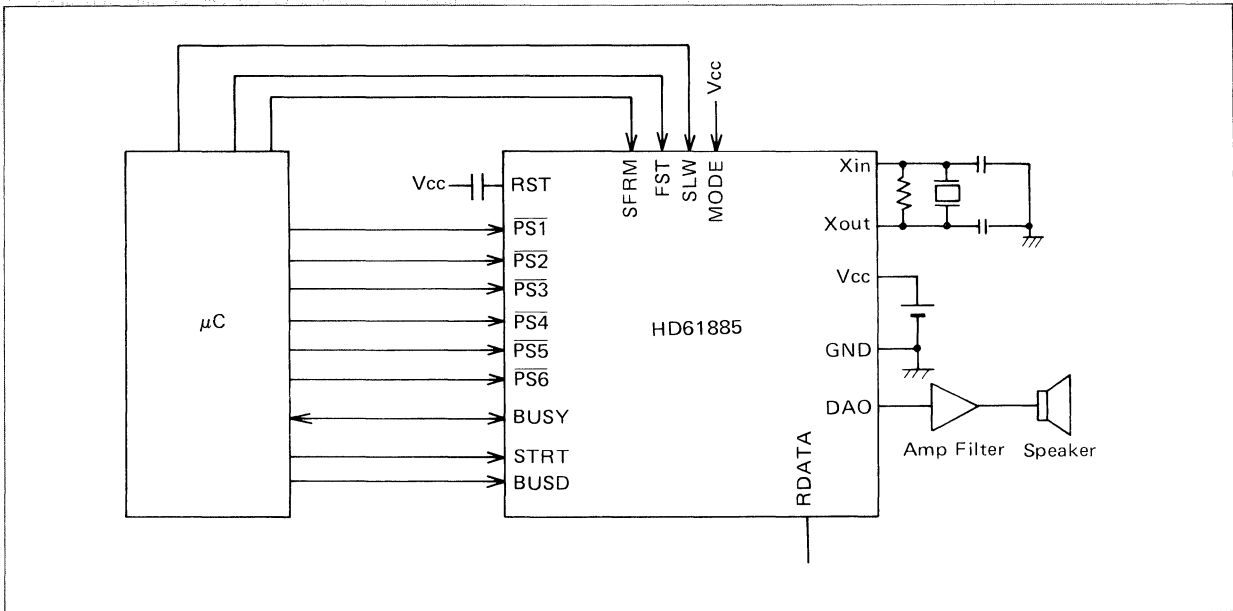 Vcc
SFRM
FST
SLW
MODE
Vcc
RST
PS1
PS2
PS3
PS4
PS5
PS6
BUSY
STRT
BUSD
μC
HD61885
Xin
Xout
Vcc
GND
DAO
RDATA
Amp Filter
Speaker